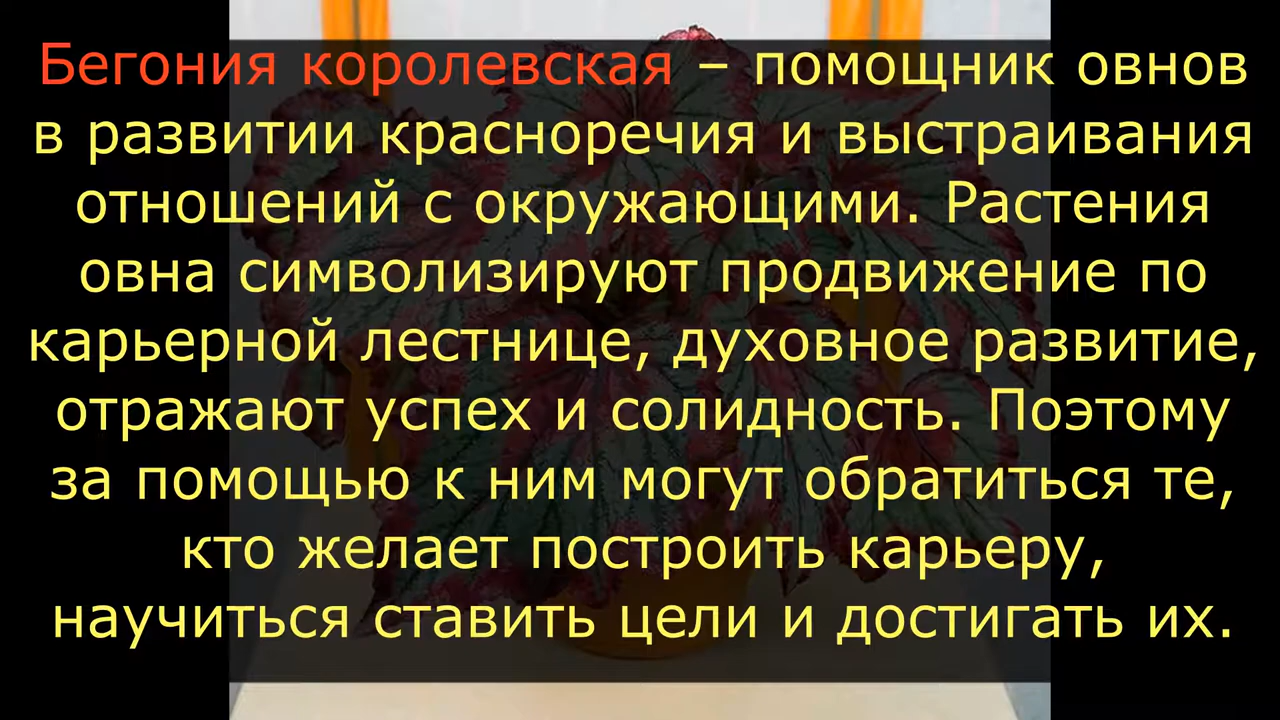 Бегония королевская – помощник овнов
в развитии красноречия и выстраивания
отношений с окружающими. Растения
овна символизируют продвижение по
карьерной лестнице, духовное развитие,
отражают успех и солидность. Поэтому
за помощью к ним могут обратиться те,
кто желает построить карьеру,
научиться ставить цели и достигать их.